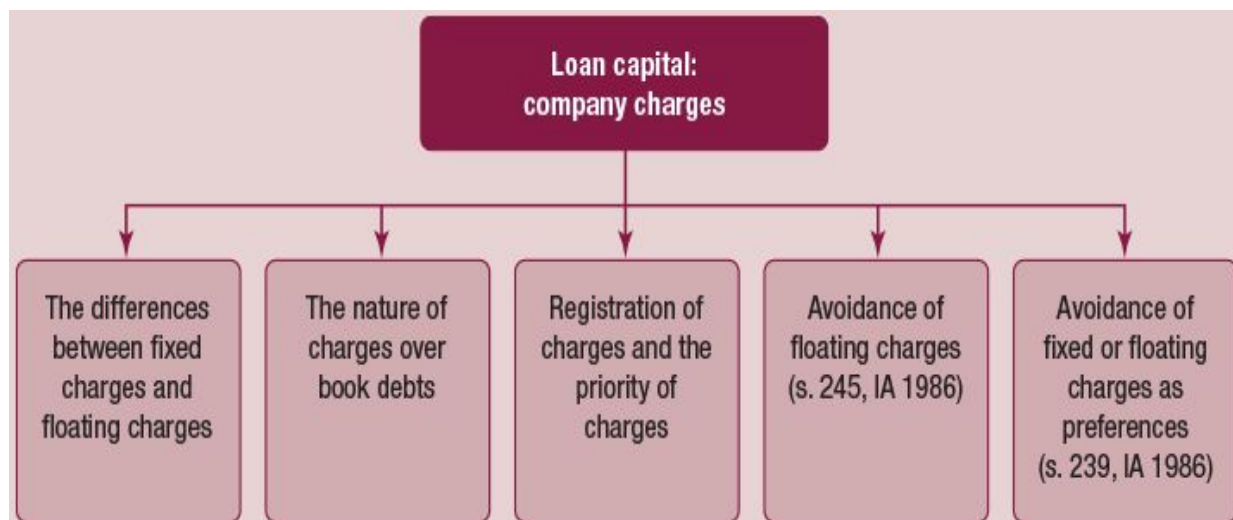 Loan capital:
company charges
The differences
between fixed
charges and
floating charges
The nature of
charges over
book debts
Registration of
charges and the
priority of
charges
Avoidance of
floating charges
(s. 245, IA 1986)
Avoidance of
fixed or floating
charges as
preferences
(s. 239, IA 1986)